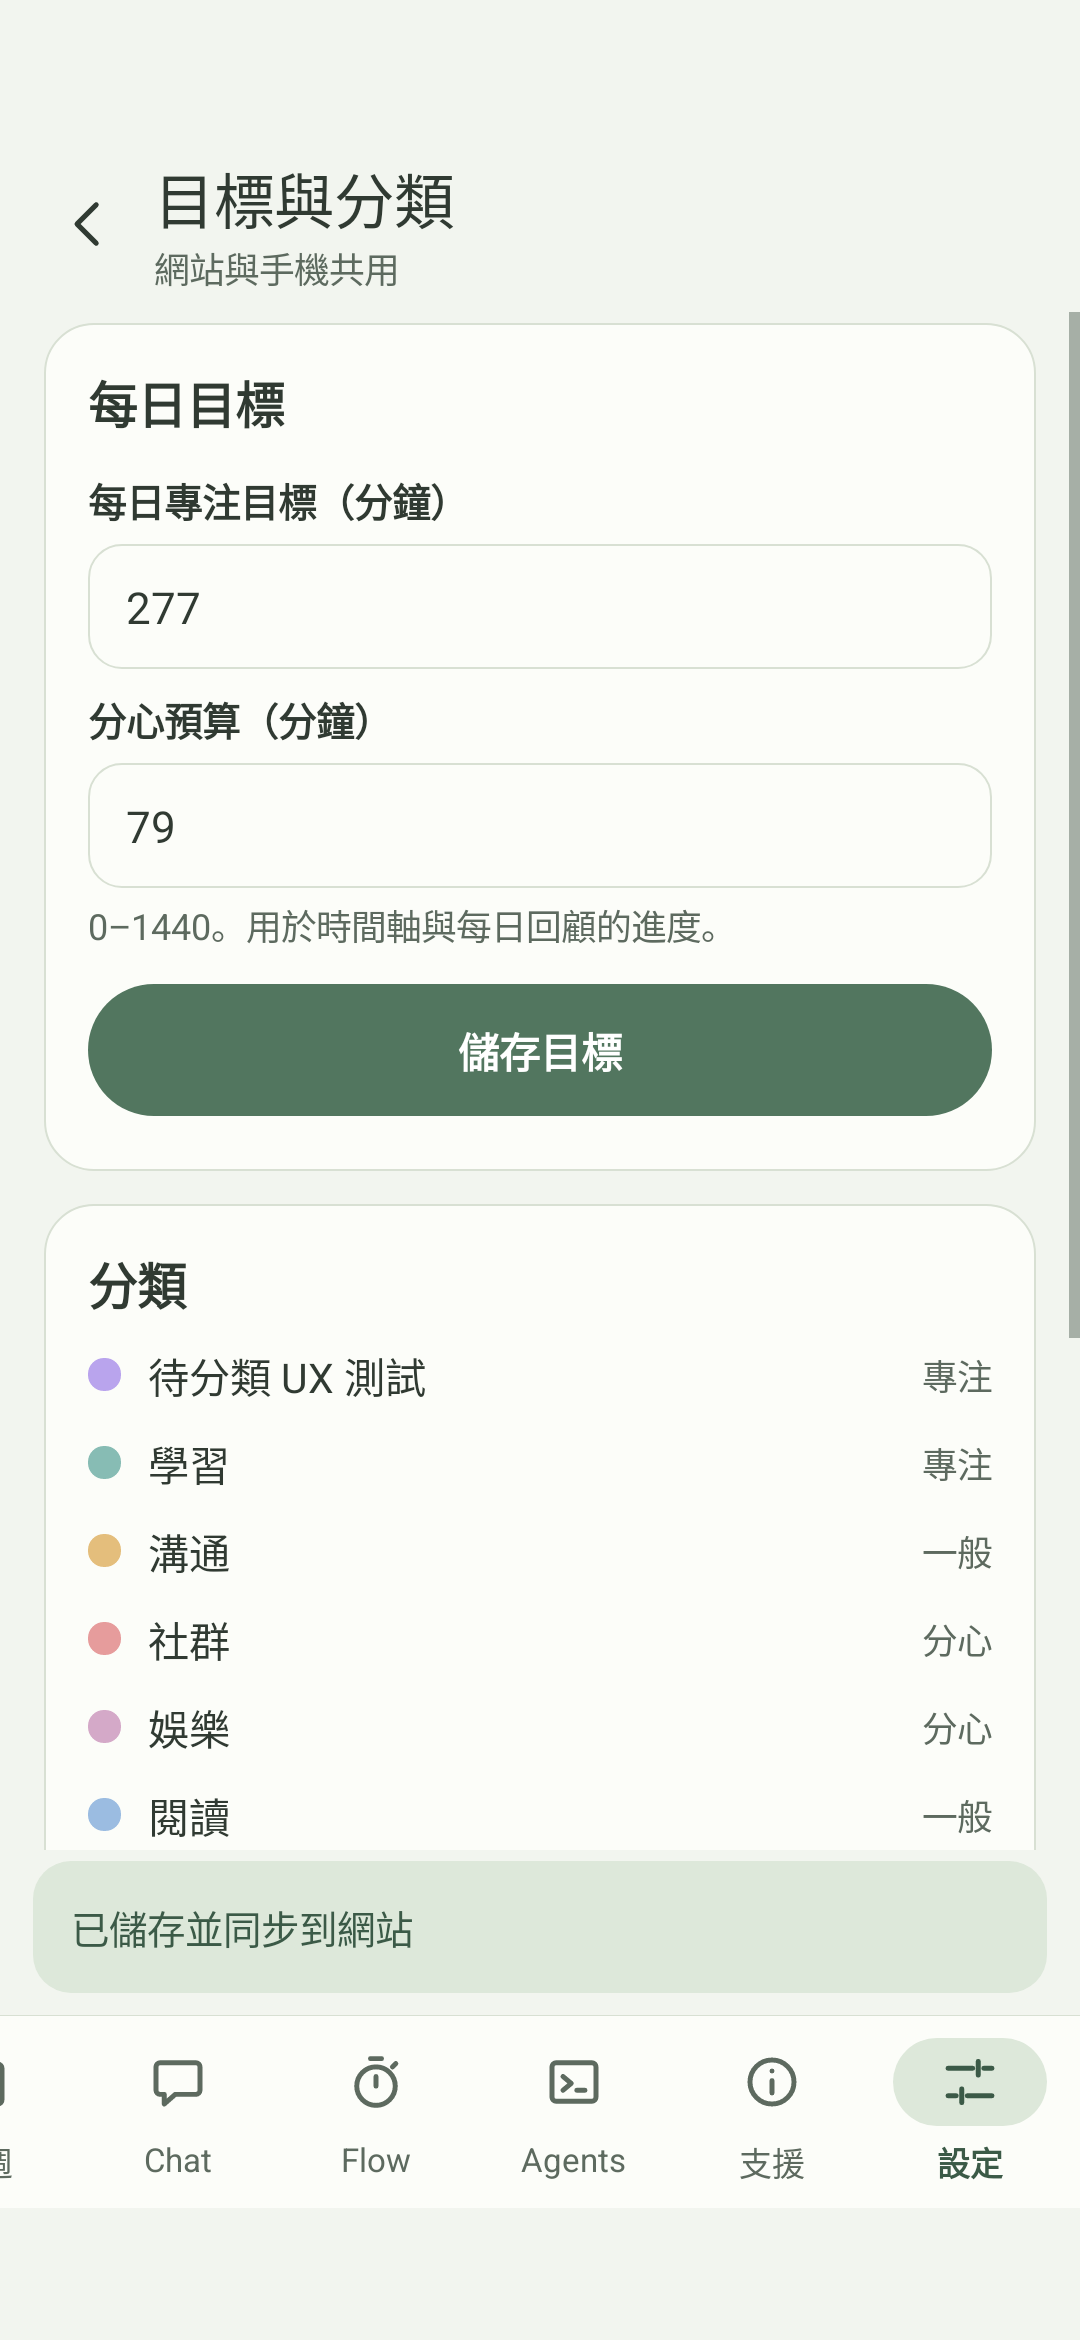 目標與分類
網站與手機共用
每日目標
每日專注目標（分鐘）
277
分心預算（分鐘）
79
0–1440。用於時間軸與每日回顧的進度。
儲存目標
分類
待分類 UX 測試 專注
學習 專注
溝通 一般
社群 分心
娛樂 分心
閱讀 一般
已儲存並同步到網站
Chat Flow Agents 支援 設定